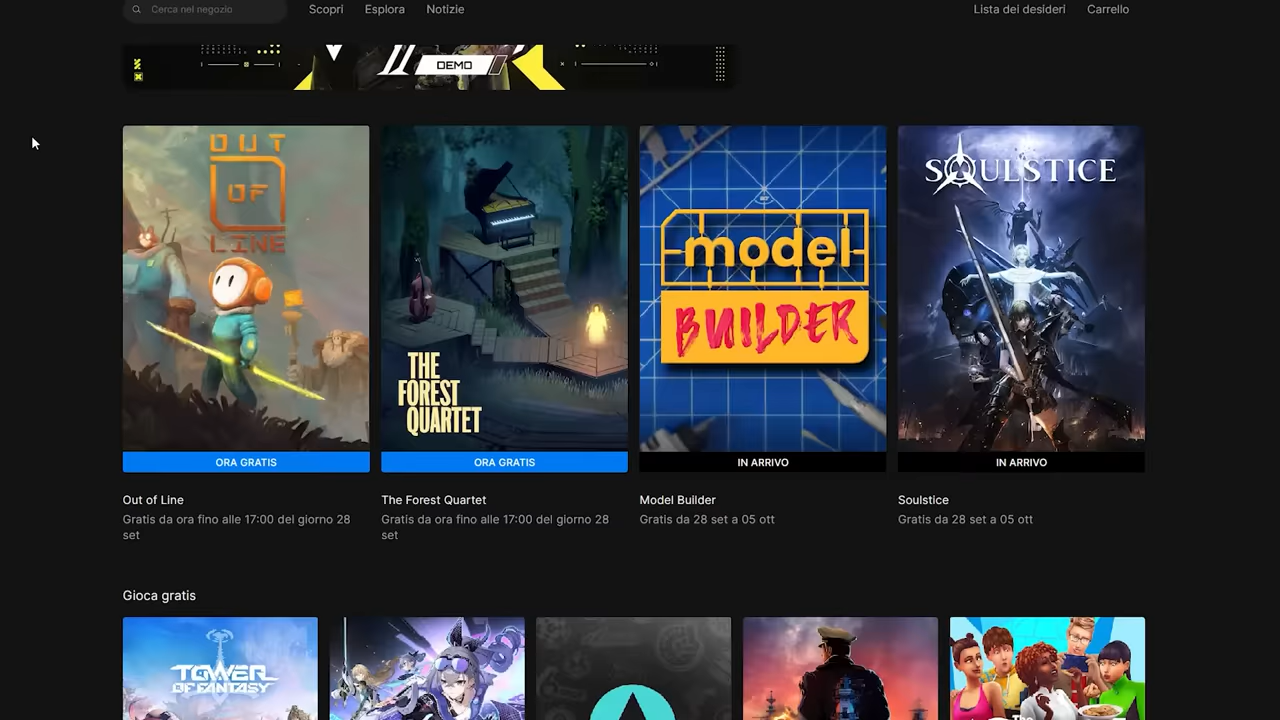 Cerca nel negozio
Scopri
Esplora
Notizie
Lista dei desideri
Carrello
DEMO
OUT
OF
LINE
THE
FOREST
QUARTET
model
BUILDER
SOULSTICE
ORA GRATIS
ORA GRATIS
IN ARRIVO
IN ARRIVO
Out of Line
The Forest Quartet
Model Builder
Soulstice
Gratis da ora fino alle 17:00 del giorno 28
set
Gratis da ora fino alle 17:00 del giorno 28
set
Gratis da 28 set a 05 ott
Gratis da 28 set a 05 ott
Gioca gratis
TOWER
OF FANTASY
The